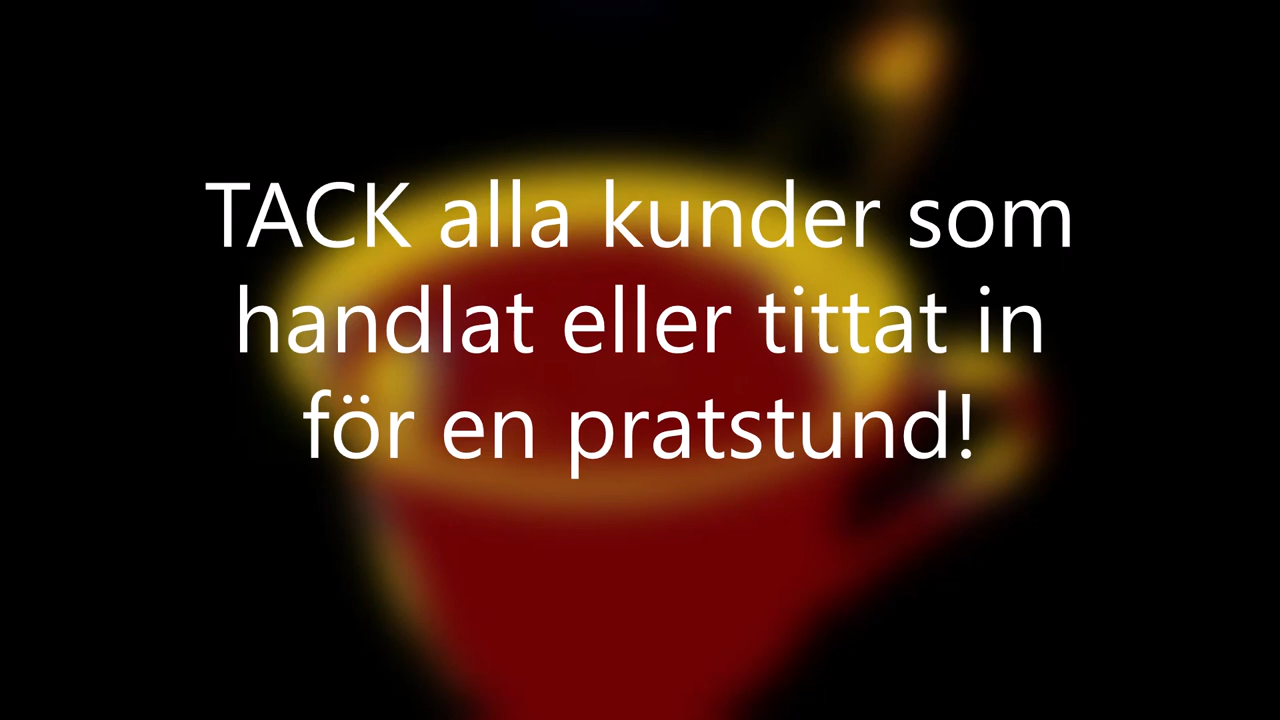 TACK alla kunder som
handlat eller tittat in
för en pratstund!